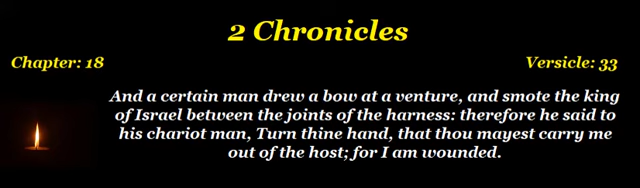 2 Chronicles
Chapter: 18
Versicle: 33
And a certain man drew a bow at a venture, and smote the king
of Israel between the joints of the harness: therefore he said to
his chariot man, Turn thine hand, that thou mayest carry me
out of the host; for I am wounded.